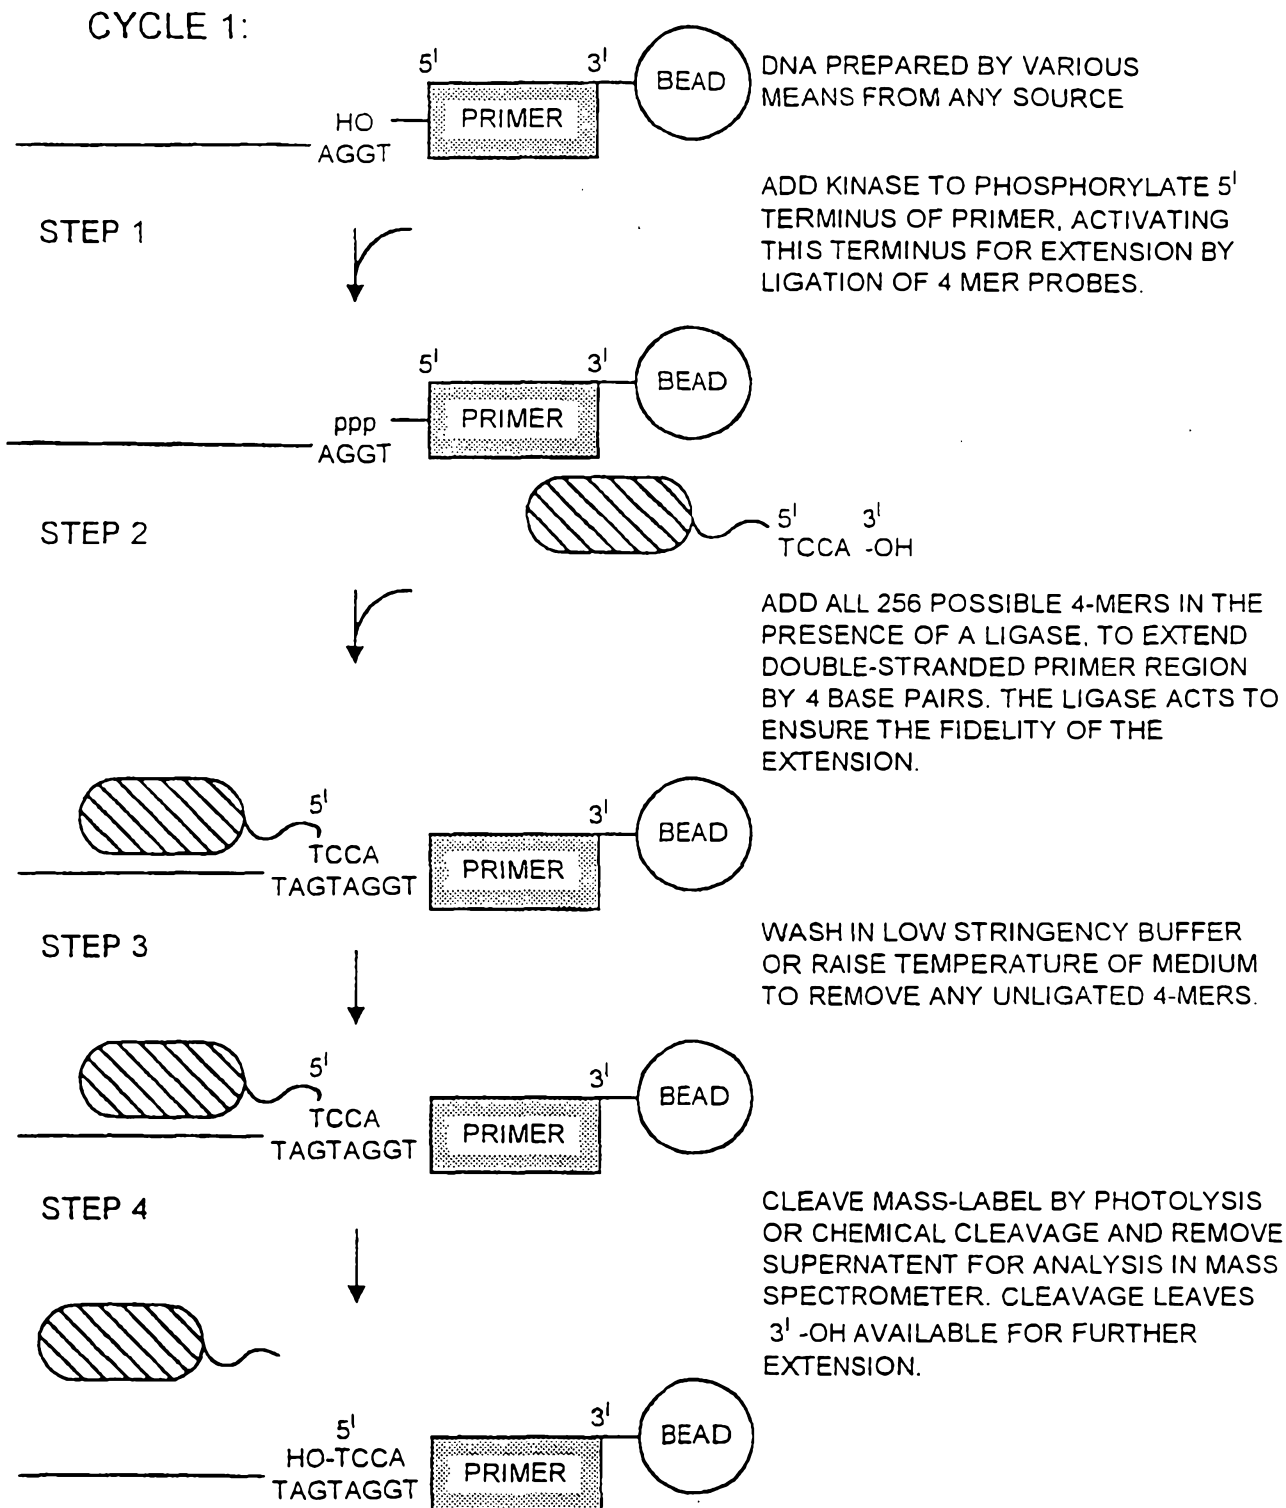 CYCLE 1:
5' 3'
BEAD
DNA PREPARED BY VARIOUS
MEANS FROM ANY SOURCE
HO
PRIMER
AGGT
STEP 1
ADD KINASE TO PHOSPHORYLATE 5'
TERMINUS OF PRIMER, ACTIVATING
THIS TERMINUS FOR EXTENSION BY
LIGATION OF 4 MER PROBES.
5' 3'
BEAD
ppp
PRIMER
AGGT
STEP 2
5' 3'
TCCA -OH
ADD ALL 256 POSSIBLE 4-MERS IN THE
PRESENCE OF A LIGASE, TO EXTEND
DOUBLE-STRANDED PRIMER REGION
BY 4 BASE PAIRS. THE LIGASE ACTS TO
ENSURE THE FIDELITY OF THE
EXTENSION.
5' 3'
BEAD
TCCA
PRIMER
TAGTAGGT
STEP 3
WASH IN LOW STRINGENCY BUFFER
OR RAISE TEMPERATURE OF MEDIUM
TO REMOVE ANY UNLIGATED 4-MERS.
5' 3'
BEAD
TCCA
PRIMER
TAGTAGGT
STEP 4
CLEAVE MASS-LABEL BY PHOTOLYSIS
OR CHEMICAL CLEAVAGE AND REMOVE
SUPERNATENT FOR ANALYSIS IN MASS
SPECTROMETER. CLEAVAGE LEAVES
3' -OH AVAILABLE FOR FURTHER
EXTENSION.
5' 3'
BEAD
HO-TCCA
PRIMER
TAGTAGGT